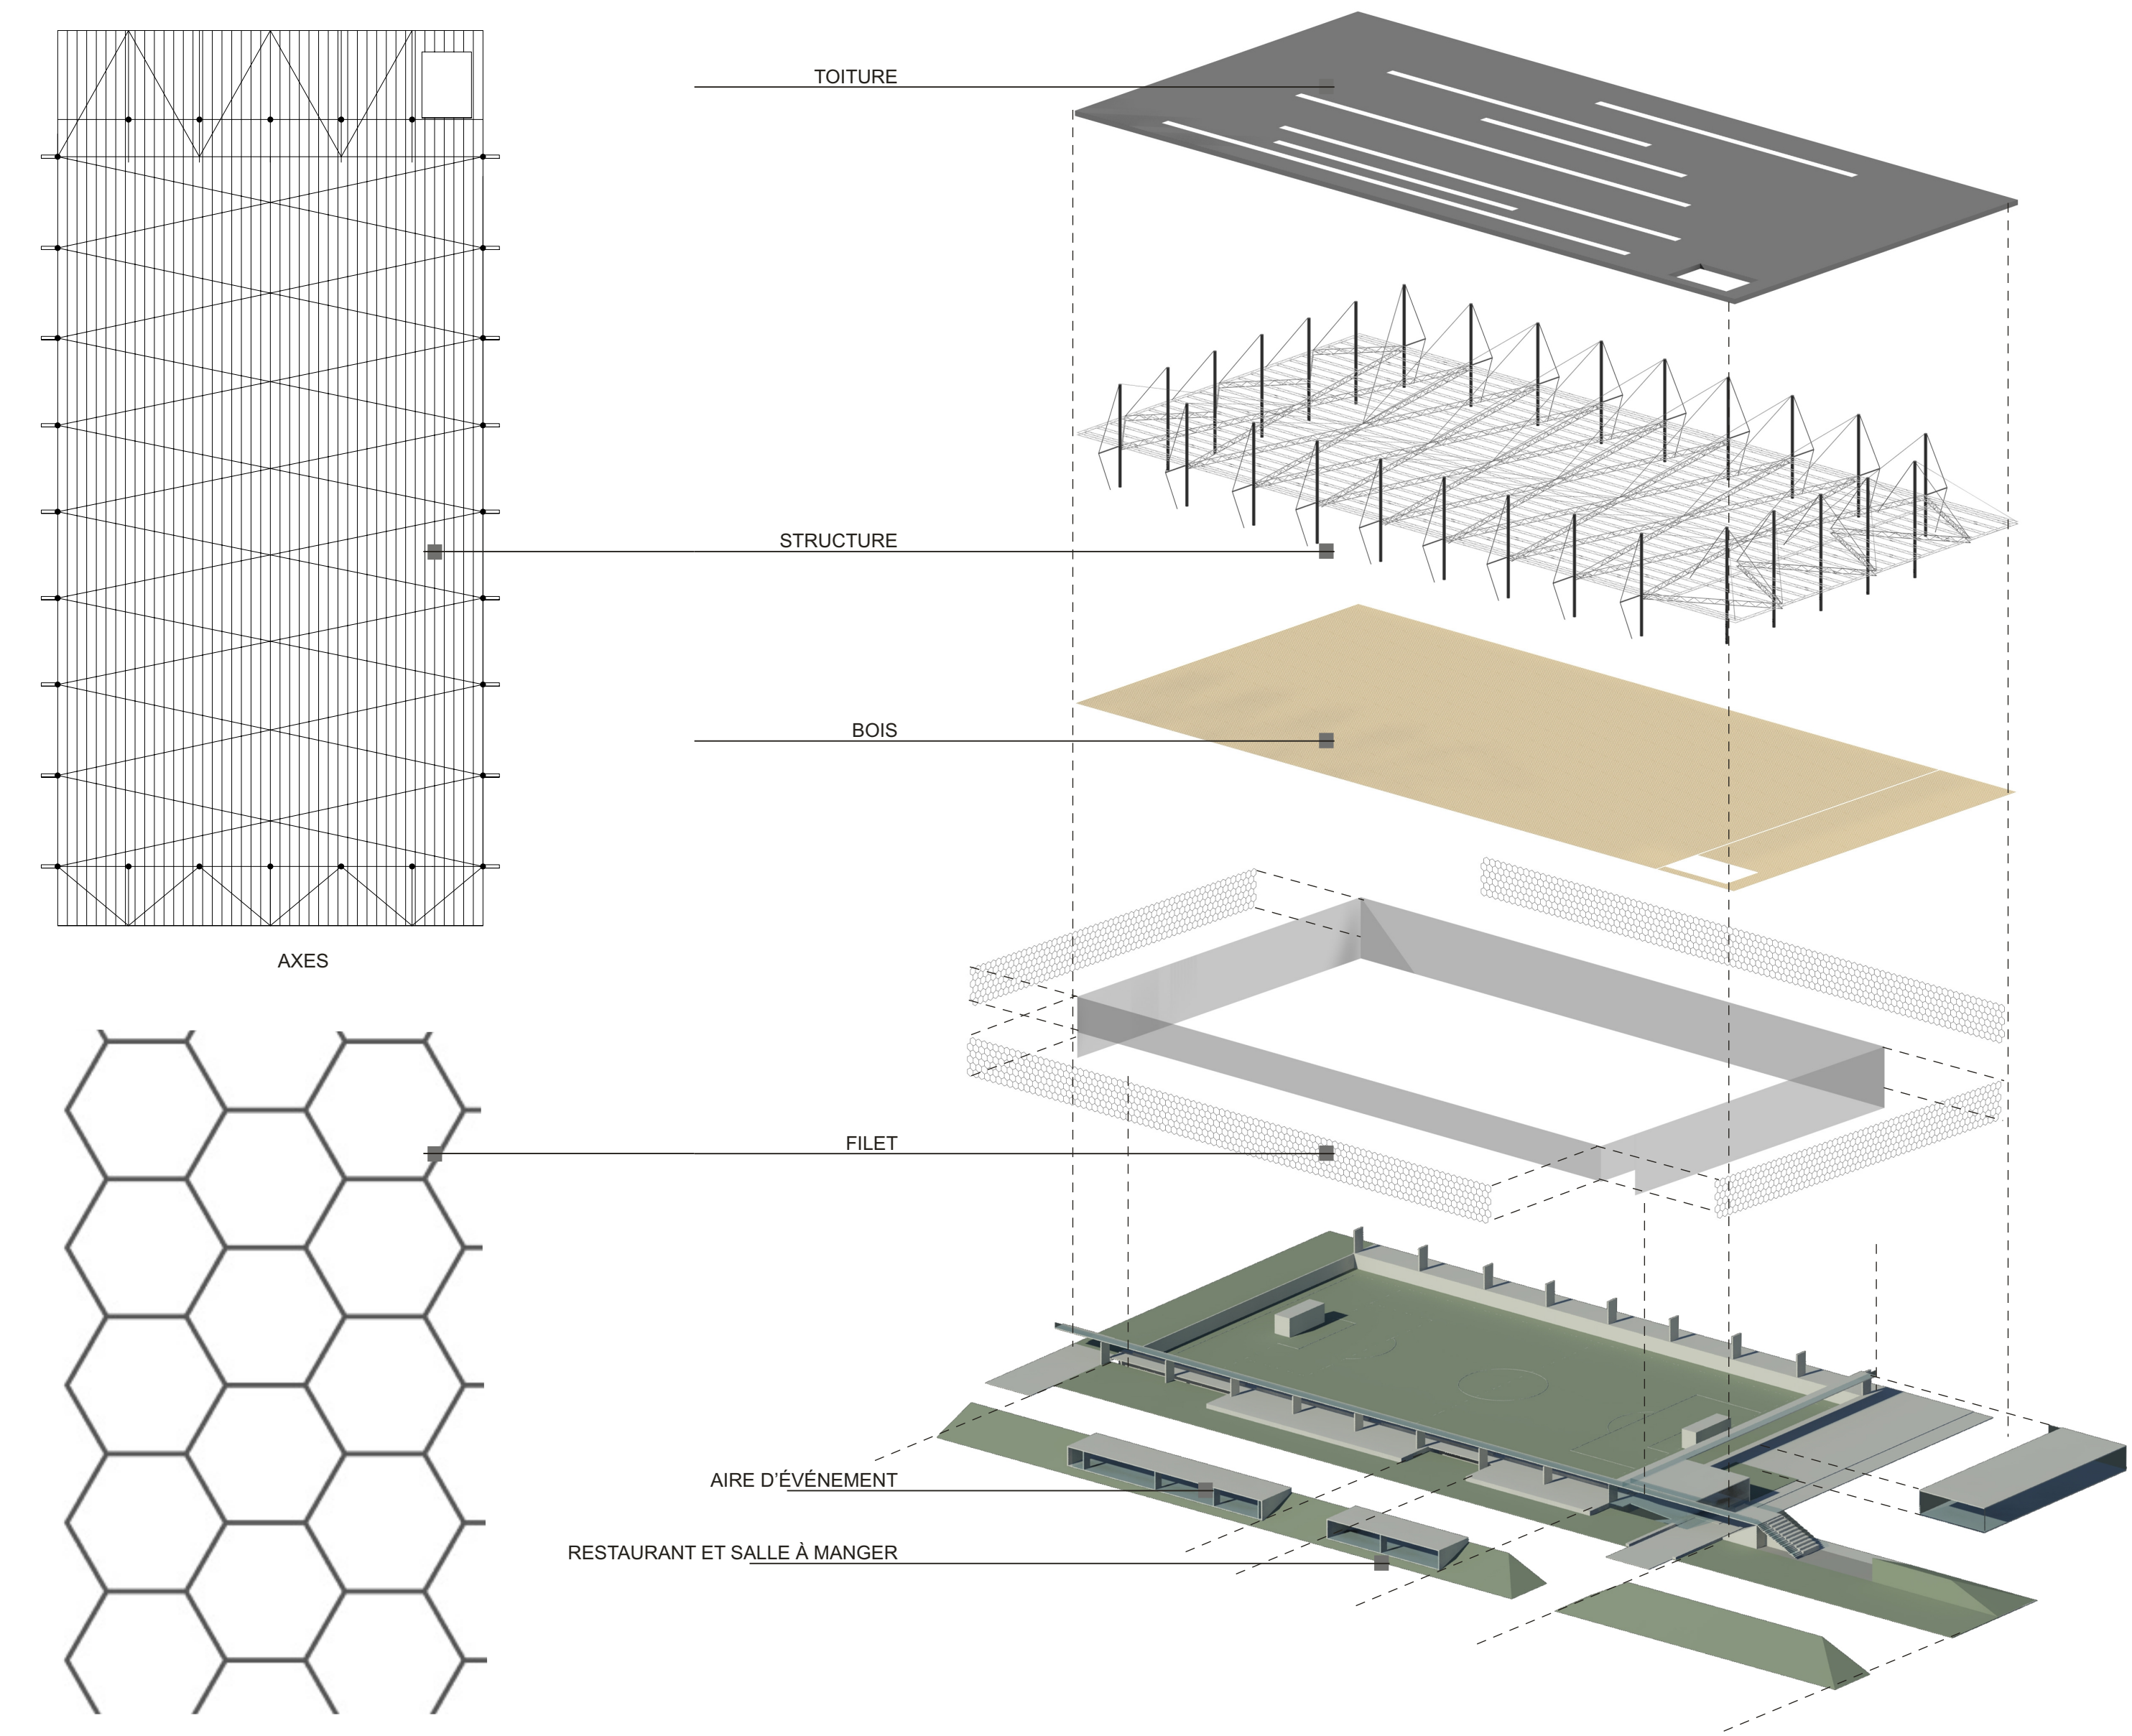 TOITURE
STRUCTURE
BOIS
AXES
FILET
AIRE D'ÉVÉNEMENT
RESTAURANT ET SALLE À MANGER